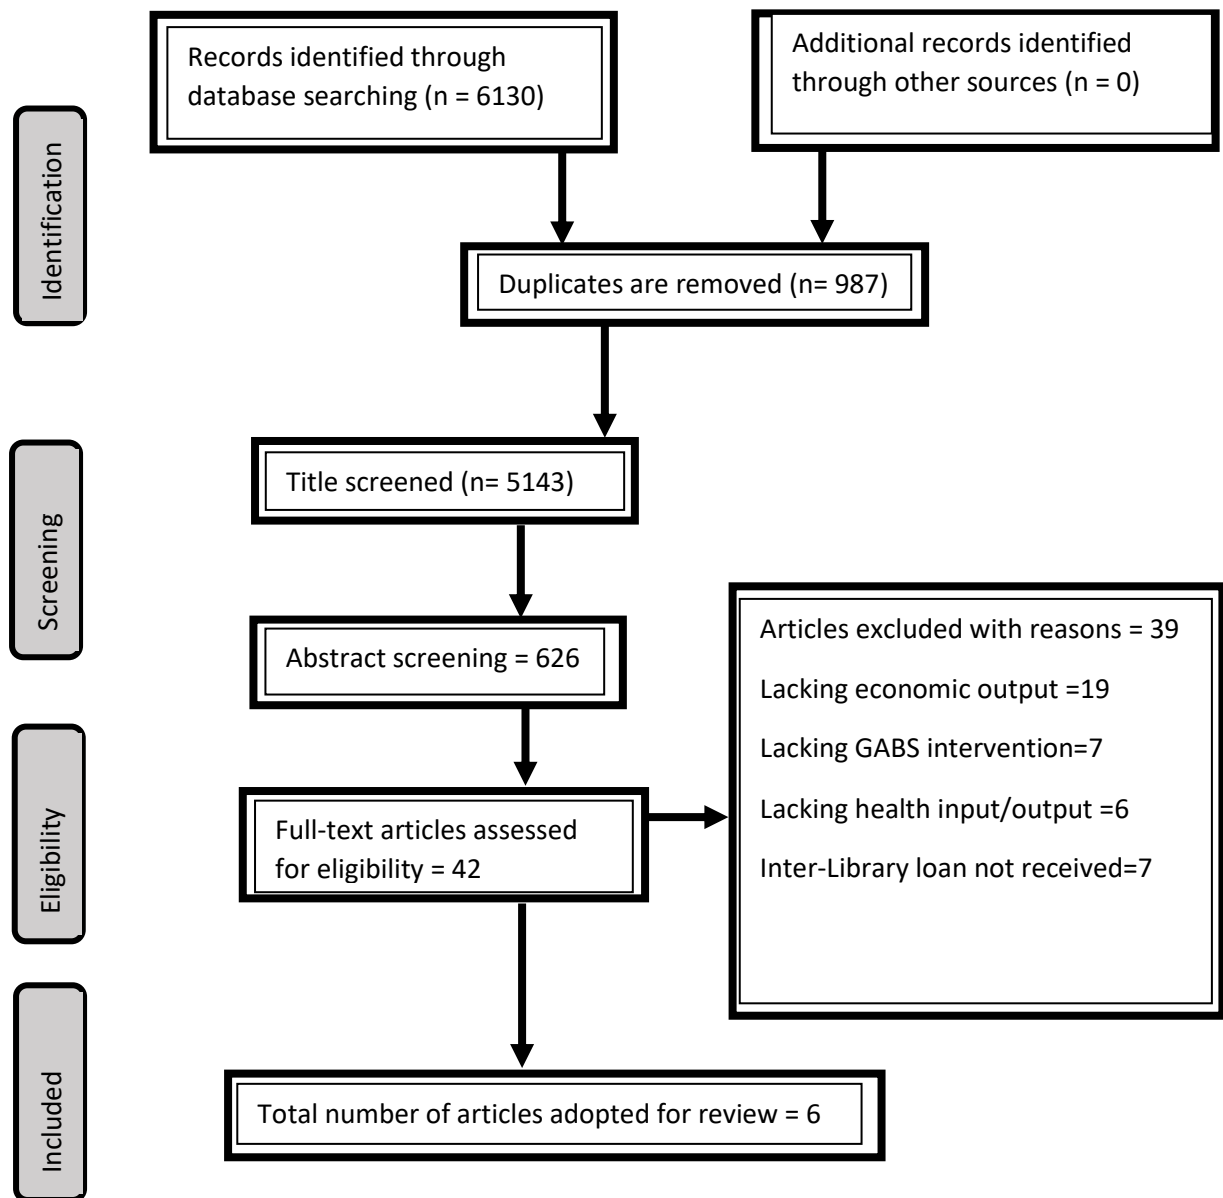 Records identified through
database searching (n = 6130)
Additional records identified
through other sources (n = 0)
Identification
Duplicates are removed (n= 987)
Screening
Title screened (n= 5143)
Abstract screening = 626
Eligibility
Full-text articles assessed
for eligibility = 42
Articles excluded with reasons = 39
Lacking economic output =19
Lacking GABS intervention=7
Lacking health input/output =6
Inter-Library loan not received=7
Included
Total number of articles adopted for review = 6